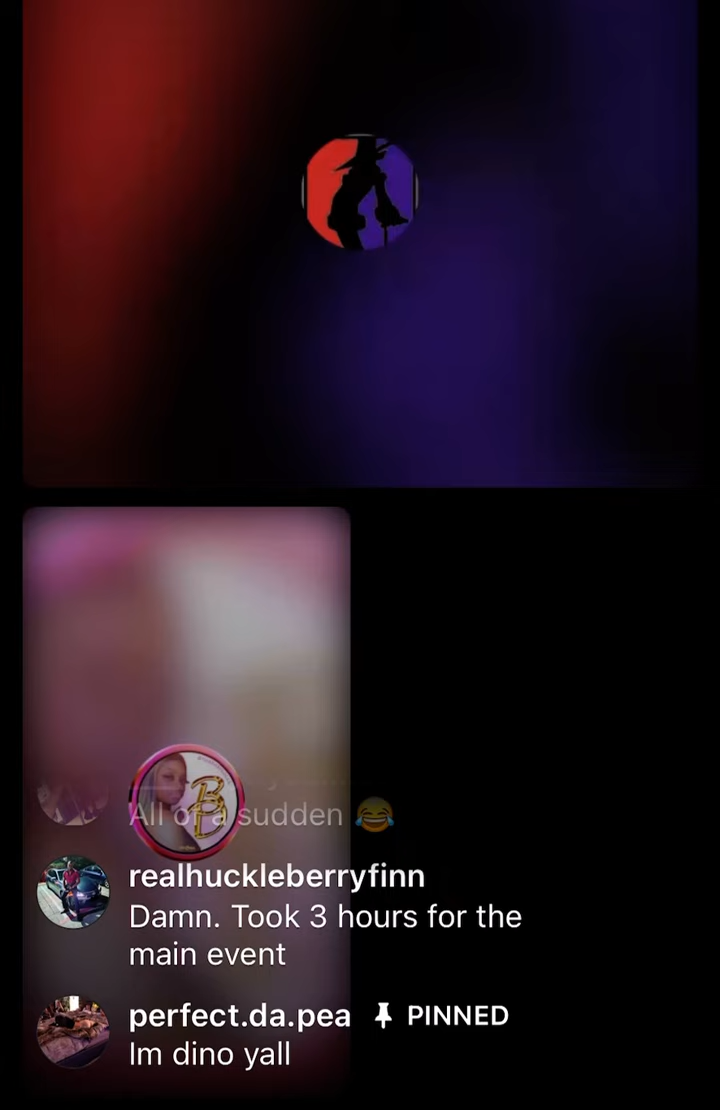 All of a sudden 😂
realhuckleberryfinn
Damn. Took 3 hours for the
main event
perfect.da.pea PINNED
Im dino yall